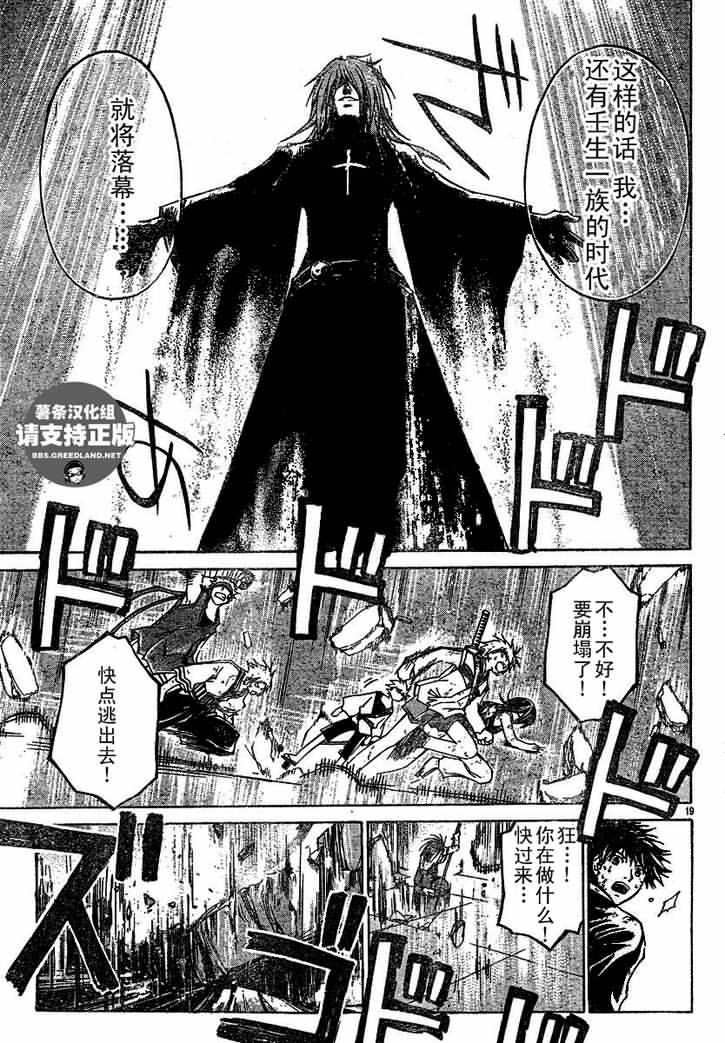 这样的话 我…
还有壬生一族的时代
就将落幕……
あ
ド
ド
ド
ド
薯条汉化组
请支持正版
BBS.GREEDLAND.NET
不…不好！
要崩塌了！
快点逃出去！
19
狂…！
你在做什么！
快过来…
ド
ド
ド
ズ
ゴ